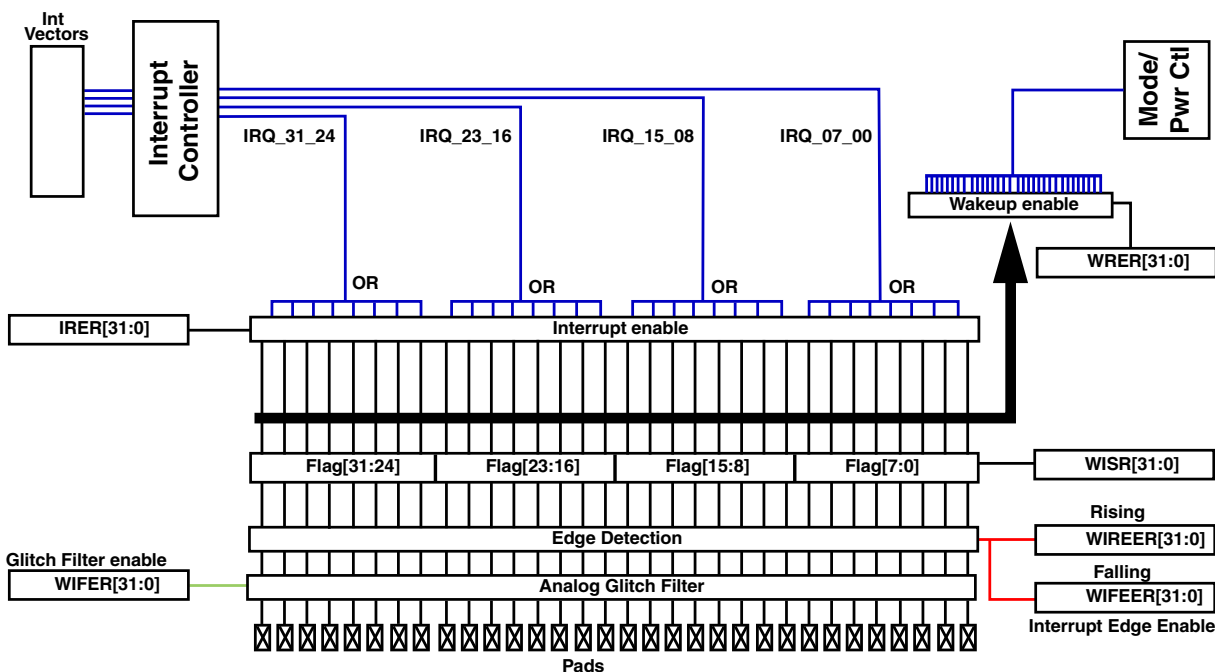 Int
Vectors
Interrupt
Controller
Mode/
Pwr Ctl
IRQ_31_24
IRQ_23_16
IRQ_15_08
IRQ_07_00
Wakeup enable
WRER[31:0]
OR
OR
OR
OR
IRER[31:0]
Interrupt enable
Flag[31:24]
Flag[23:16]
Flag[15:8]
Flag[7:0]
WISR[31:0]
Rising
Edge Detection
WIREER[31:0]
Glitch Filter enable
Falling
WIFER[31:0]
Analog Glitch Filter
WIFEER[31:0]
Interrupt Edge Enable
Pads